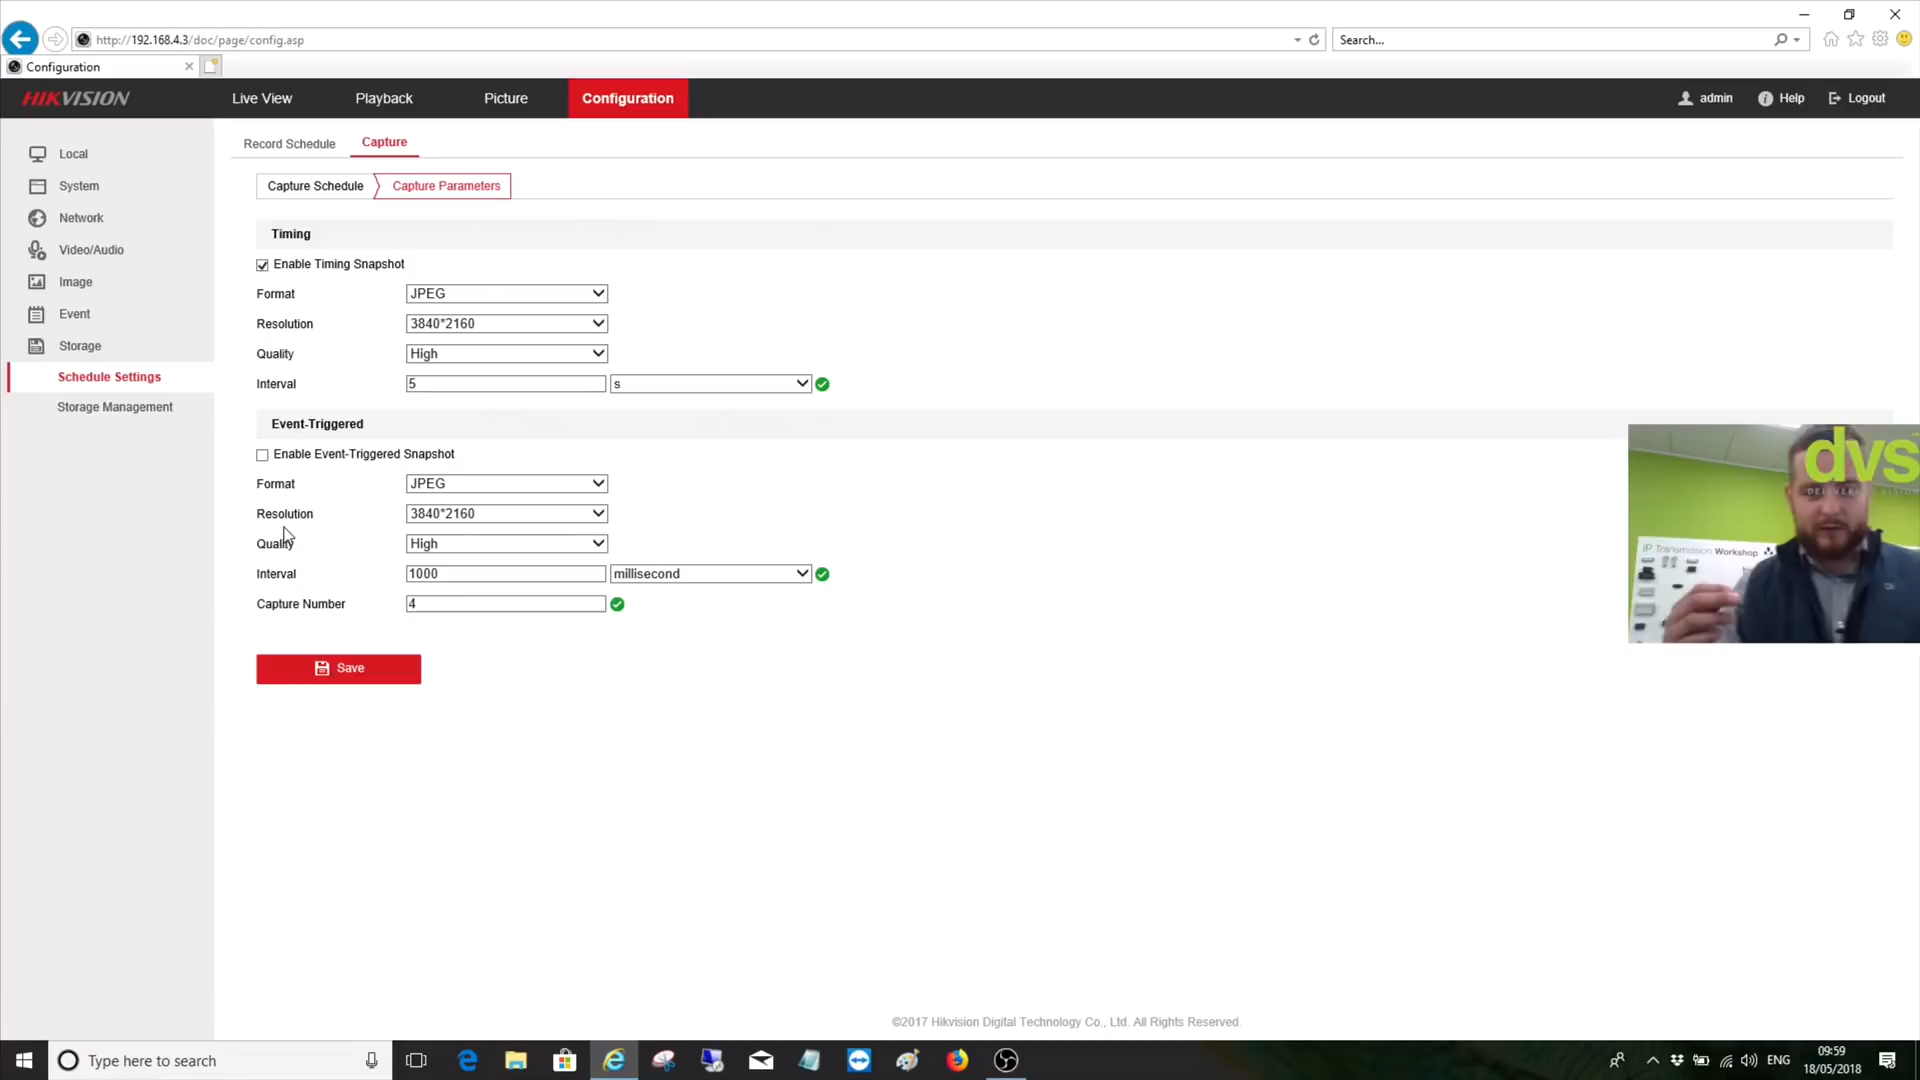 http://192.168.4.3/doc/page/config.asp
Search...
Configuration
HIKVISION
Live View
Playback
Picture
Configuration
admin
Help
Logout
Local
System
Network
Video/Audio
Image
Event
Storage
Schedule Settings
Storage Management
Record Schedule
Capture
Capture Schedule
Capture Parameters
Timing
Enable Timing Snapshot
Format JPEG
Resolution 3840*2160
Quality High
Interval 5 s
Event-Triggered
Enable Event-Triggered Snapshot
Format JPEG
Resolution 3840*2160
Quality High
Interval 1000 millisecond
Capture Number 4
Save
dvs
IP Transmission Workshop
©2017 Hikvision Digital Technology Co., Ltd. All Rights Reserved.
Type here to search
ENG
09:59
18/05/2018